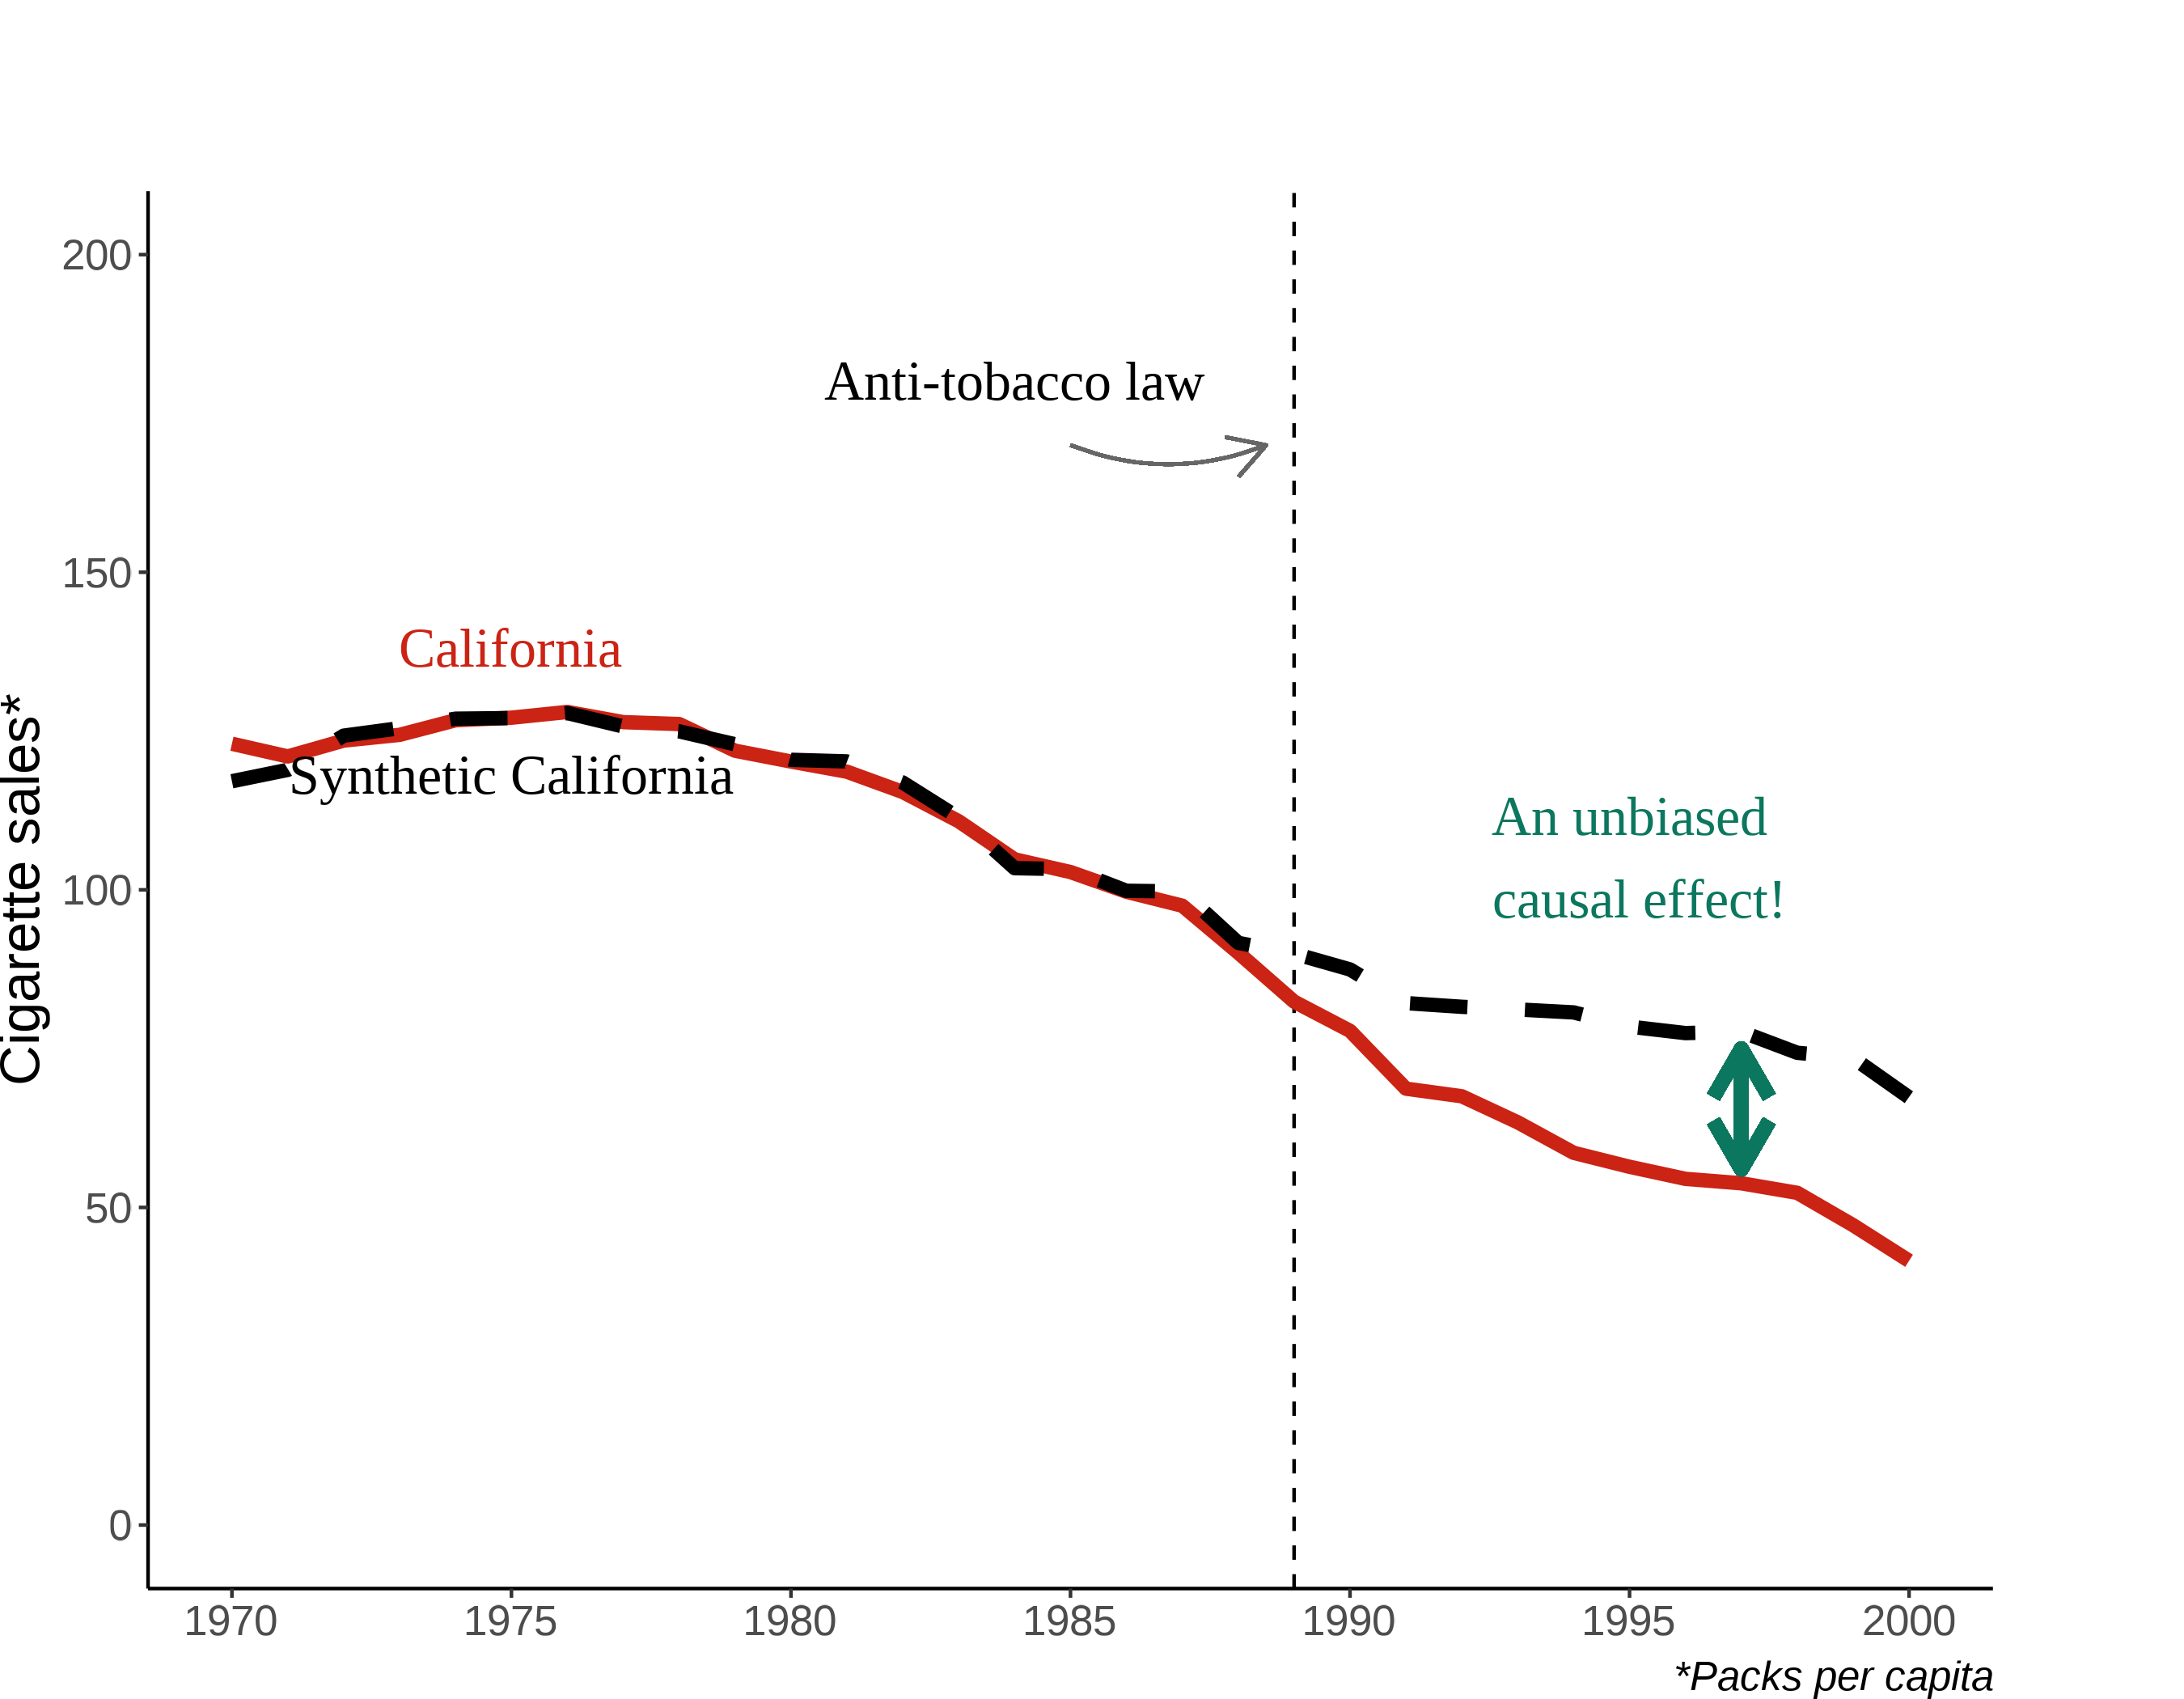 200
Anti-tobacco law
150
California
Synthetic California
An unbiased
causal effect!
Cigarette sales*
100
50
0
1970 1975 1980 1985 1990 1995 2000
*Packs per capita